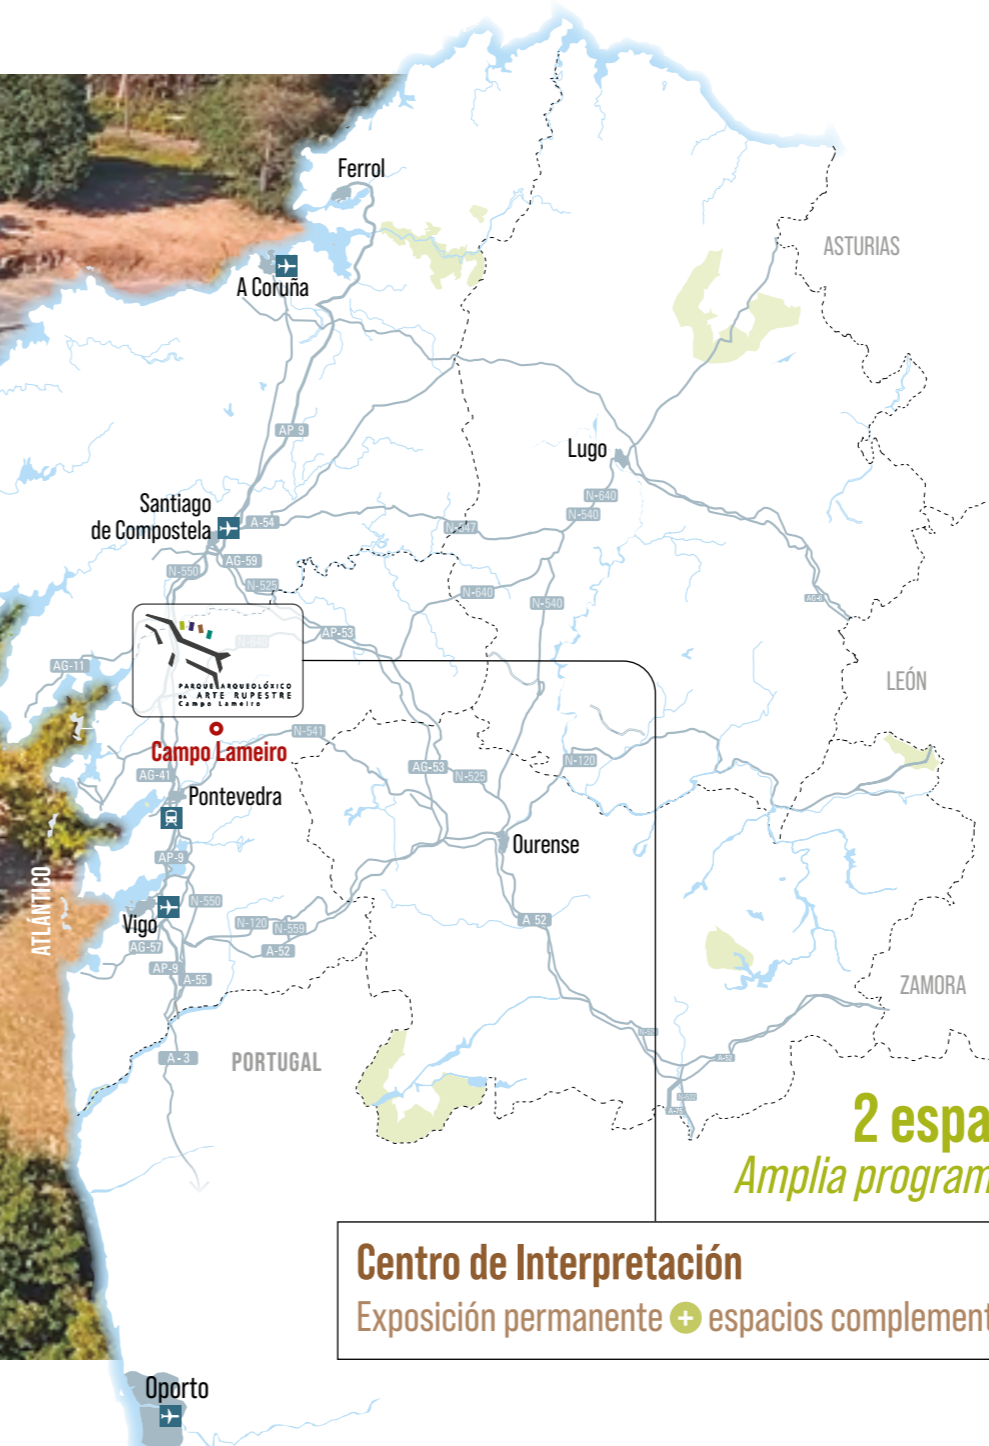 Ferrol
ASTURIAS
A Coruña
AP 9
Lugo
N-640
N-540
Santiago
de Compostela
A-54
N-547
AG-59
N-550
N-525
N-640
N-540
AP-53
PARQUE ARQUEOLÓXICO
DA ARTE RUPESTRE
Campo Lameiro
AG-11
LEÓN
Campo Lameiro
N-541
AG-41
AG-53
N-525
N-120
Pontevedra
Ourense
AP-9
ATLÁNTICO
N-550
Vigo
N-120
N-559
A 52
AG-57
A-52
AP-9
A-55
ZAMORA
A-3
PORTUGAL
A-52
2 espa
Amplia program
Centro de Interpretación
Exposición permanente + espacios complement
Oporto